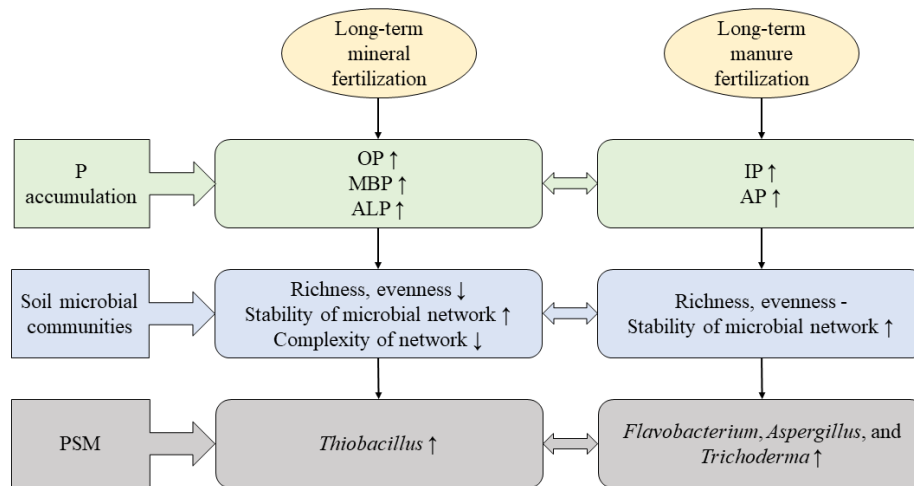 Long-term
mineral
fertilization
Long-term
manure
fertilization
P
accumulation
OP ↑
MBP ↑
ALP ↑
IP ↑
AP ↑
Soil microbial
communities
Richness, evenness ↓
Stability of microbial network ↑
Complexity of network ↓
Richness, evenness -
Stability of microbial network ↑
PSM
Thiobacillus ↑
Flavobacterium, Aspergillus, and
Trichoderma ↑